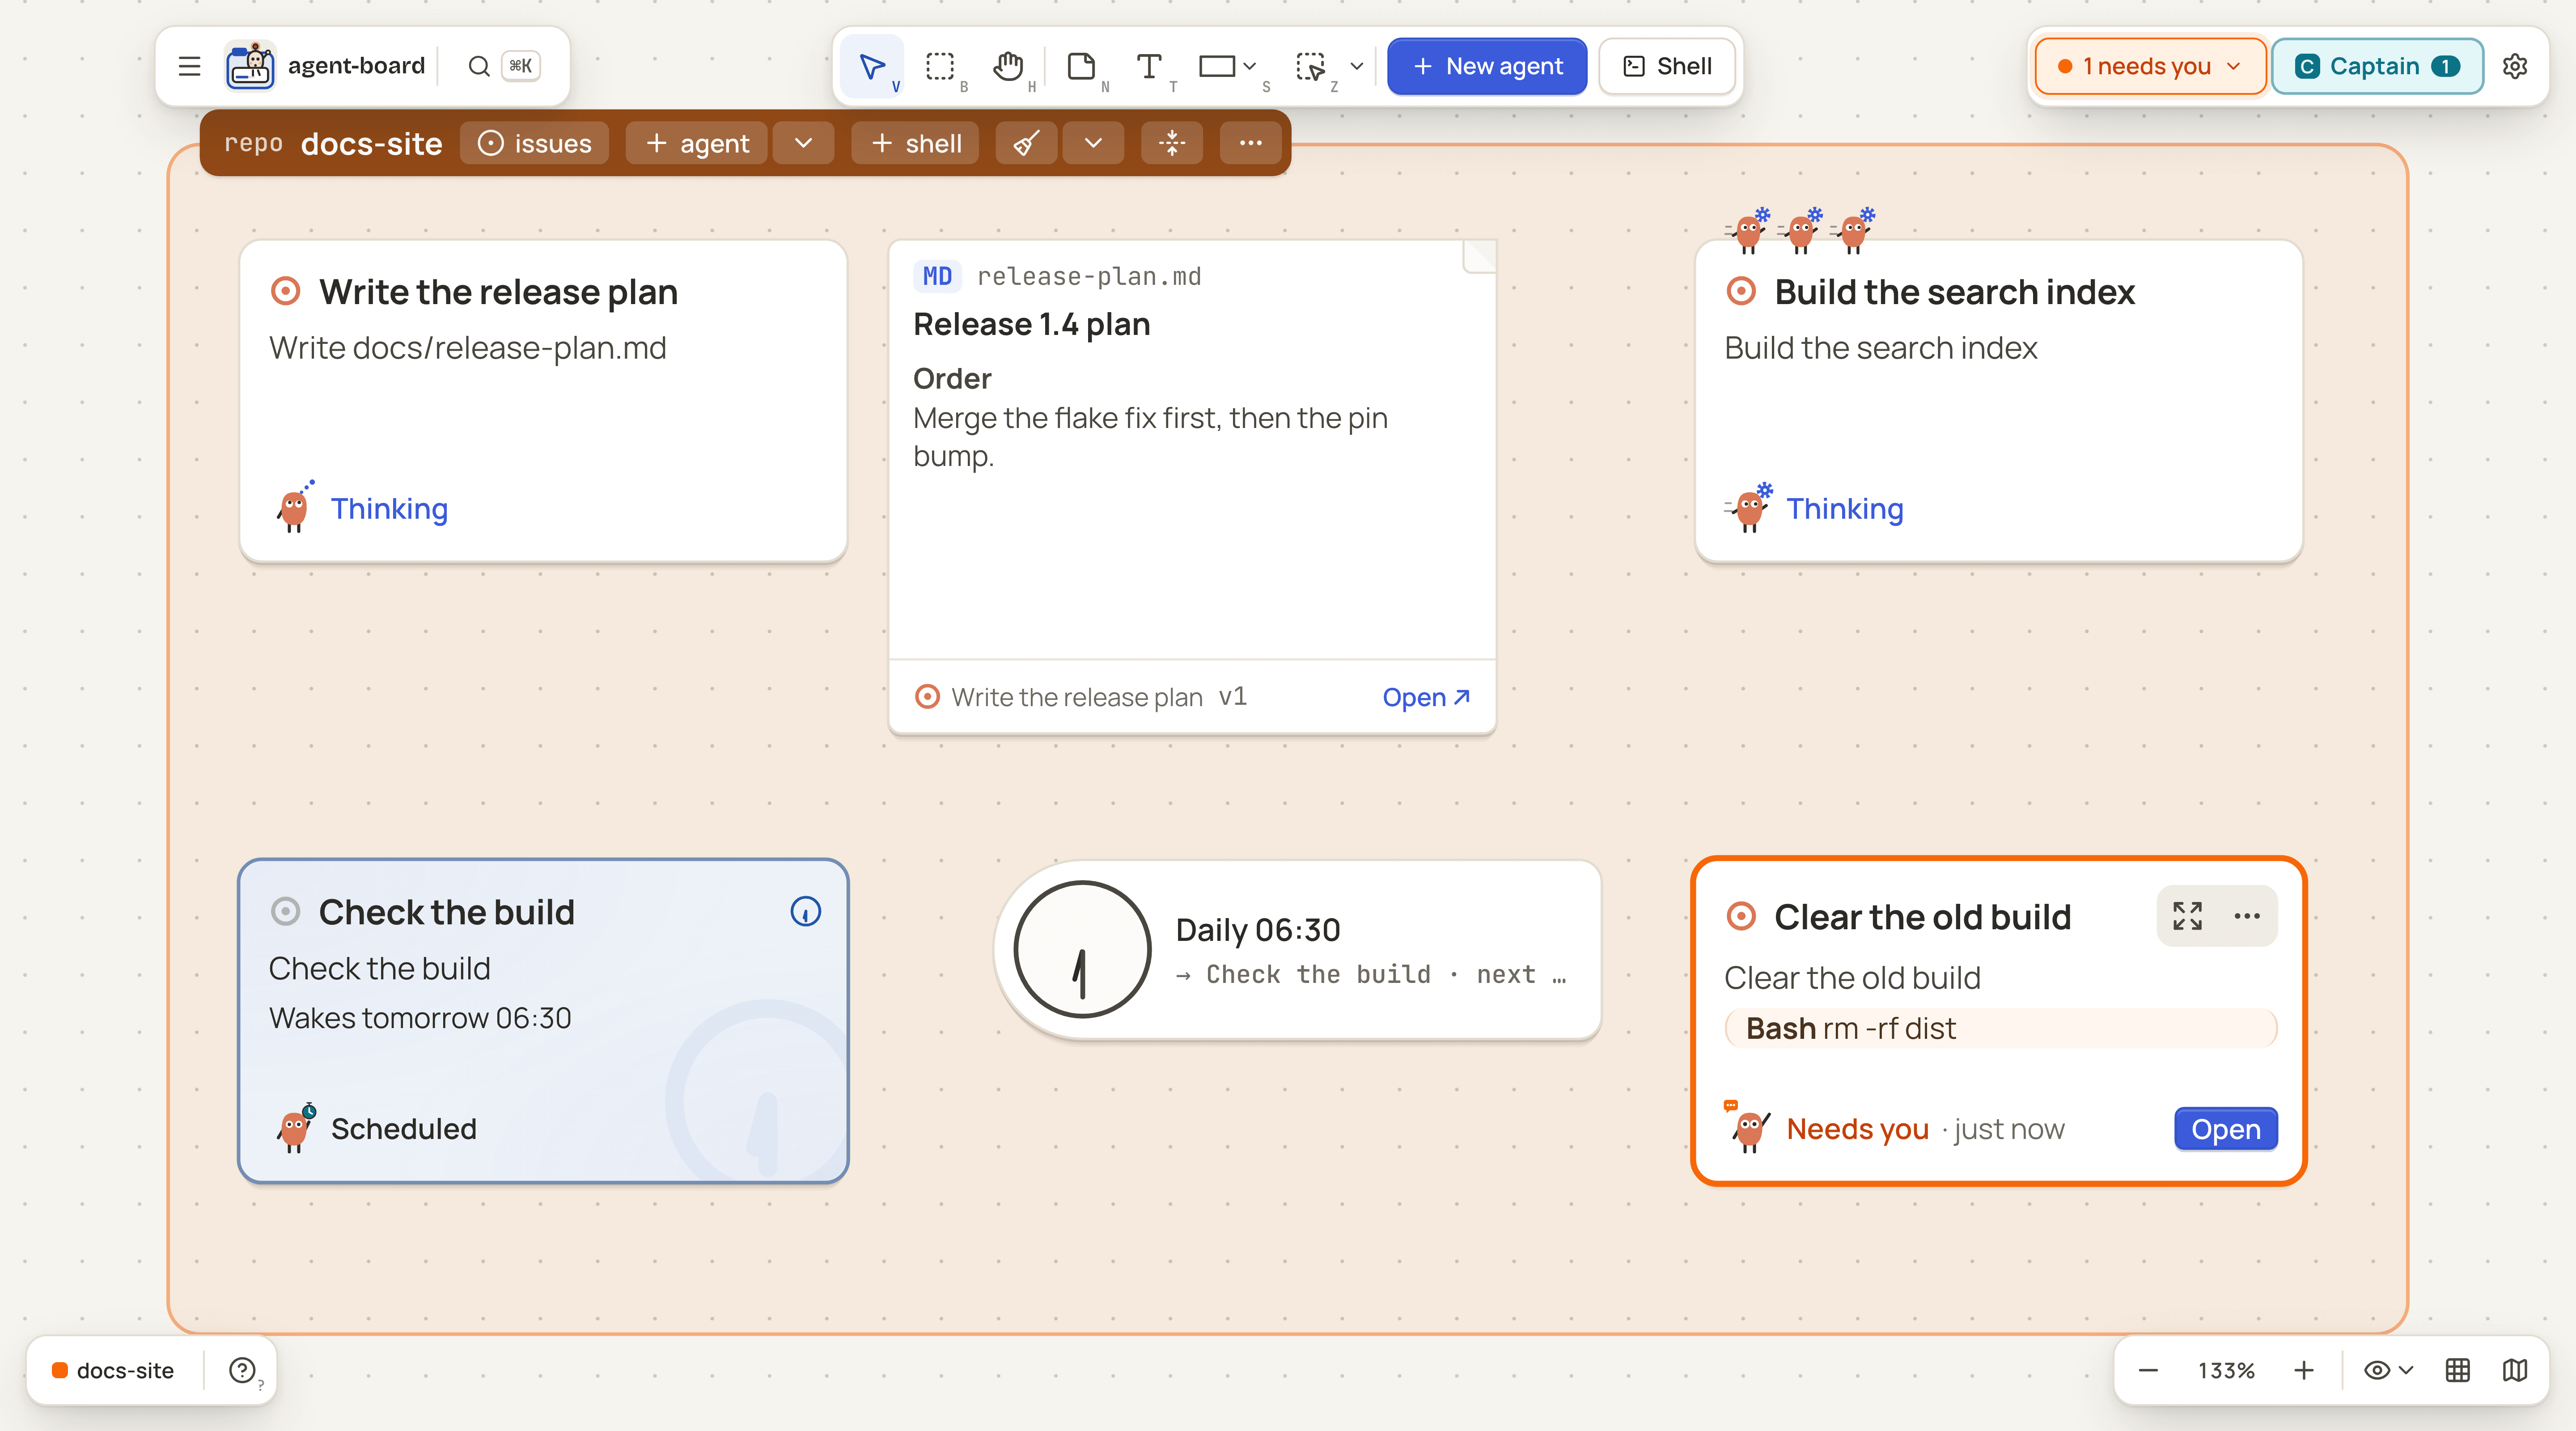 agent-board
⌘K
V
B
H
N
T
S
Z
+ New agent
Shell
1 needs you
C Captain 1
repo docs-site
issues
+ agent
+ shell
Write the release plan
Write docs/release-plan.md
Thinking
MD release-plan.md
Release 1.4 plan
Order
Merge the flake fix first, then the pin
bump.
Write the release plan v1
Open ↗
Build the search index
Build the search index
Thinking
Check the build
Check the build
Wakes tomorrow 06:30
Scheduled
Daily 06:30
→ Check the build · next …
Clear the old build
Clear the old build
Bash rm -rf dist
Needs you · just now
Open
docs-site
?
133%